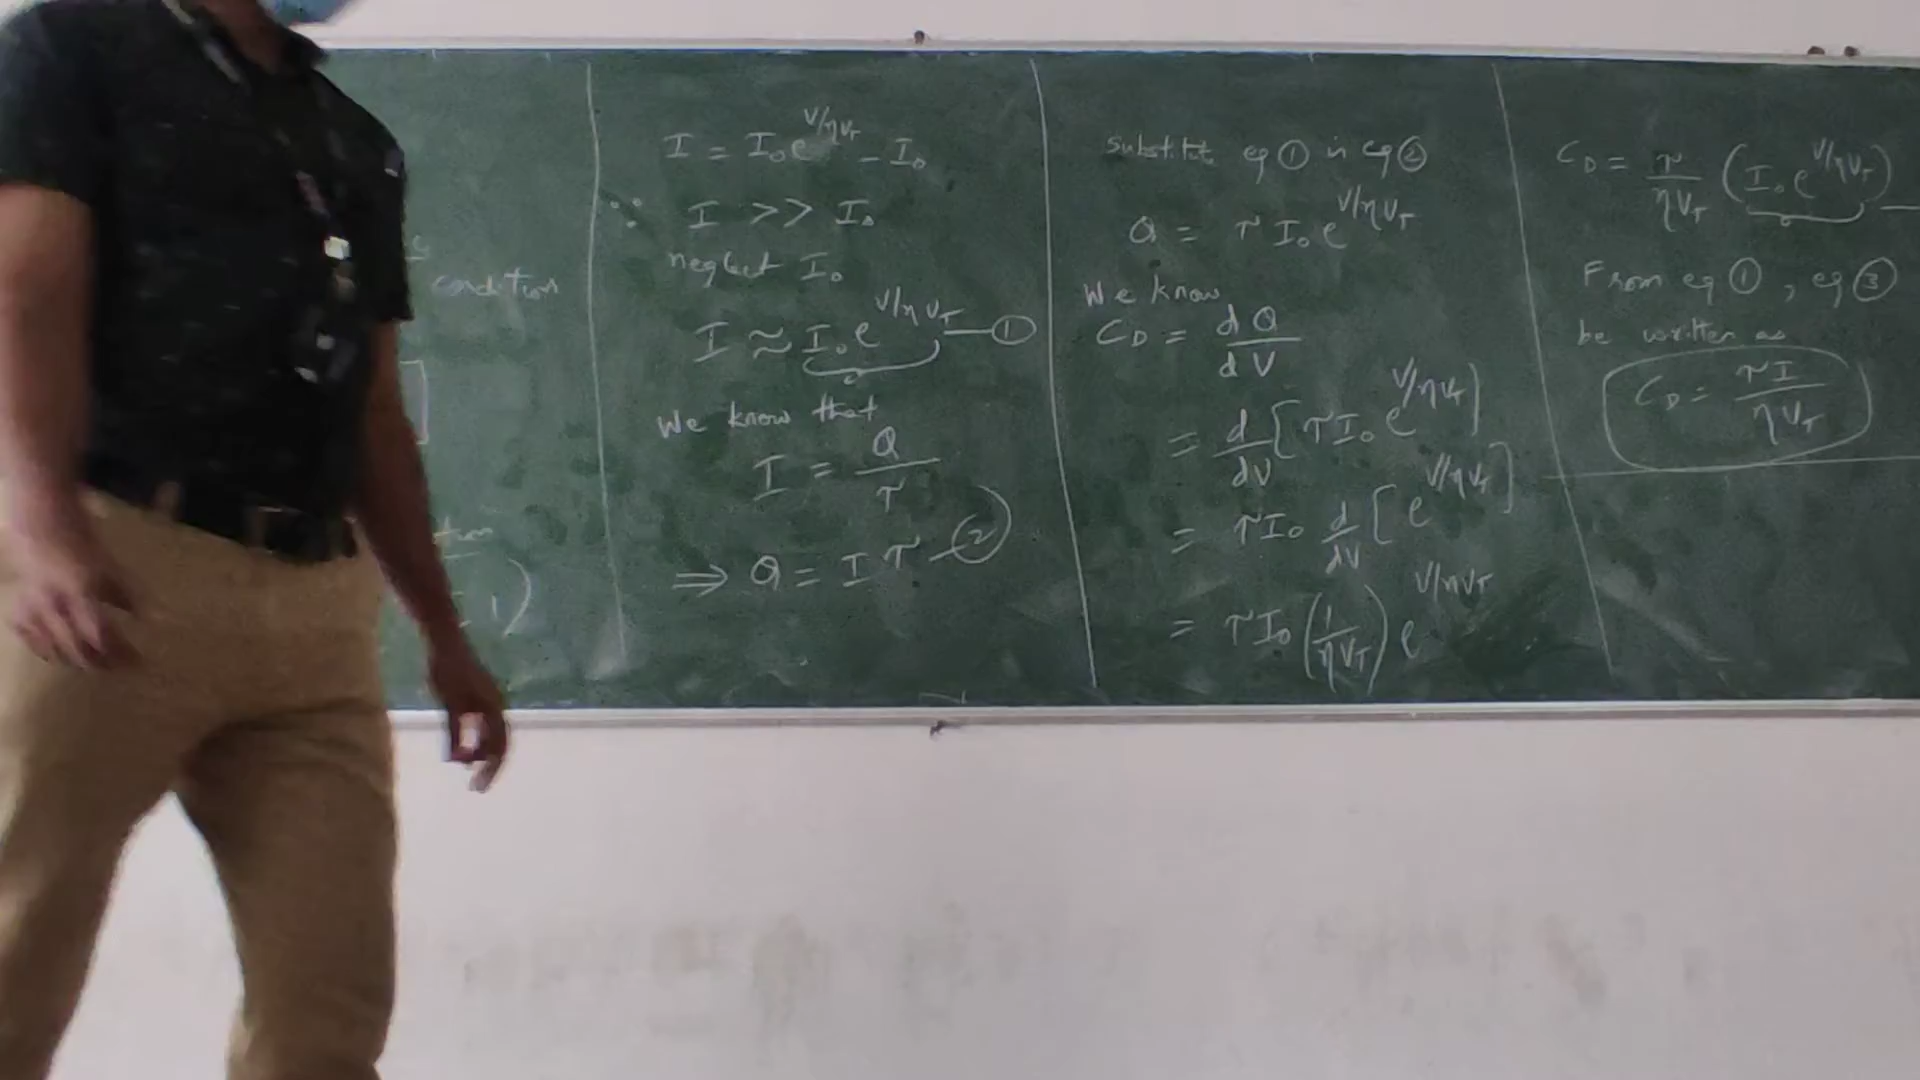 condition
1)
I = I₀e^(V/ηV_T) - I₀
∵ I >> I₀
neglect I₀
I ≈ I₀e^(V/ηV_T) — ①
We know that
I = Q/τ
⇒ Q = Iτ — ②
Substitute eq ① in eq ②
Q = τI₀e^(V/ηV_T)
We know
C_D = dQ/dV
= d/dV [τI₀e^(V/ηV_T)]
= τI₀ d/dV [e^(V/ηV_T)]
= τI₀ (1/ηV_T) e^(V/ηV_T)
C_D = τ/ηV_T (I₀e^(V/ηV_T)) —
From eq ①, eq ③
be written as
C_D = τI/ηV_T